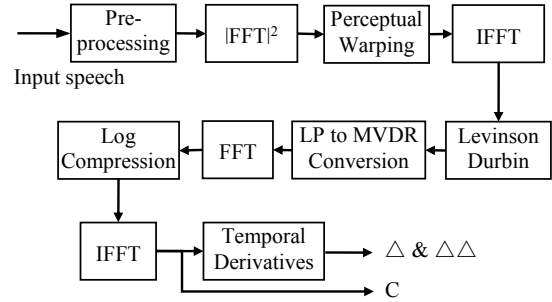 Pre-
processing
|FFT|²
Perceptual
Warping
IFFT
Input speech
Log
Compression
FFT
LP to MVDR
Conversion
Levinson
Durbin
IFFT
Temporal
Derivatives
△ & △△
C